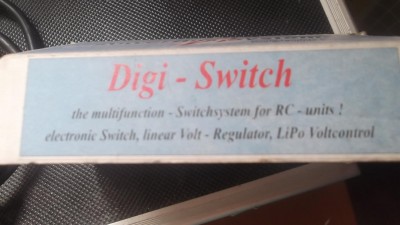 Digi - Switch
the multifunction - Switchsystem for RC - units !
electronic Switch, linear Volt - Regulator, LiPo Voltcontrol